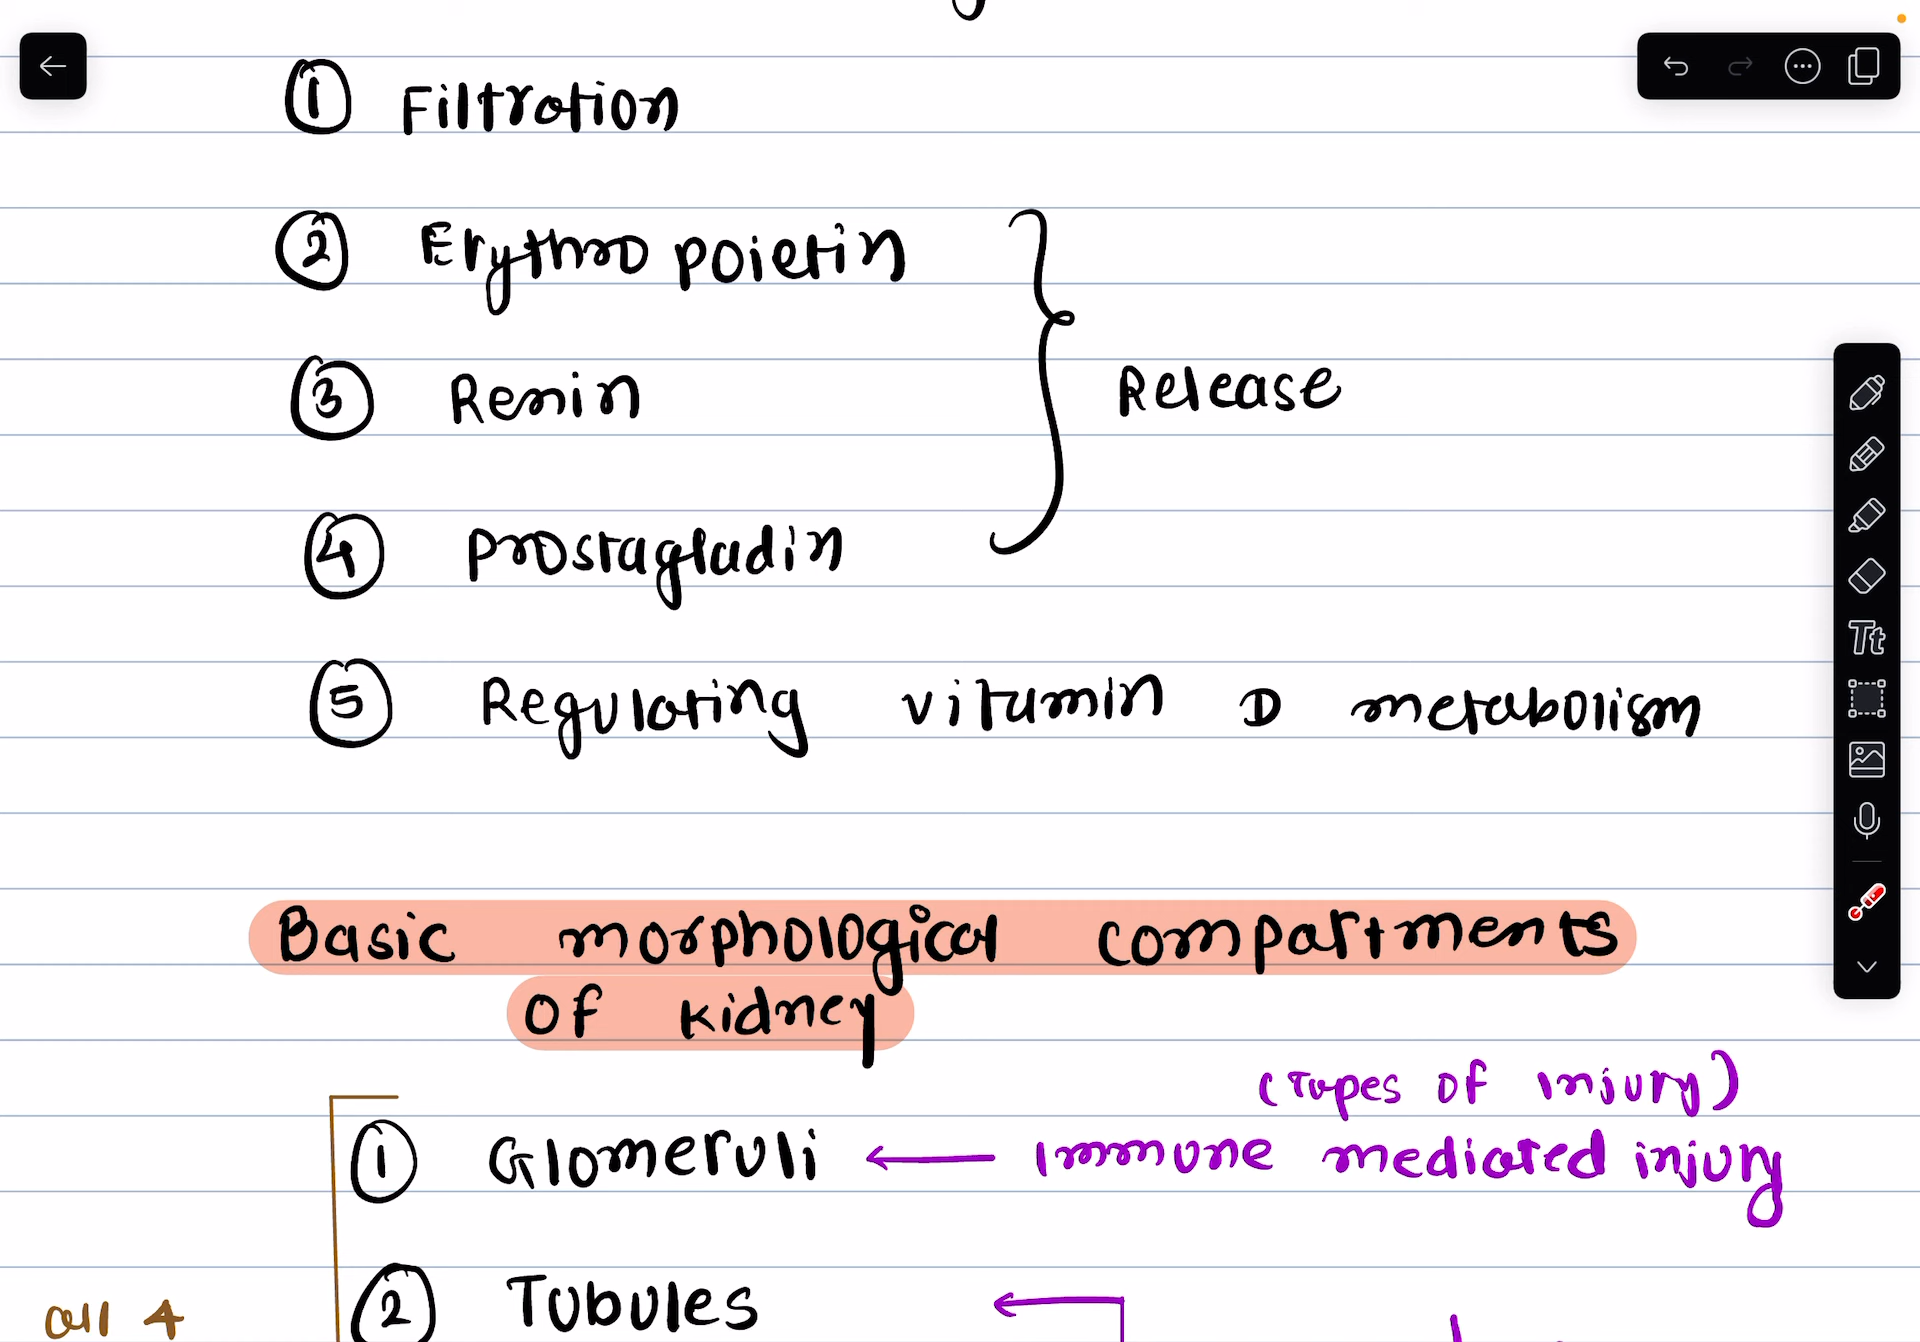 ① Filtration
② Erythropoietin
③ Renin
Release
④ Prostagladin
⑤ Regulating vitamin D metabolism
Basic morphological compartments
of kidney
(Types of injury)
① Glomeruli ← Immune mediated injury
② Tubules ←
all 4
Tt